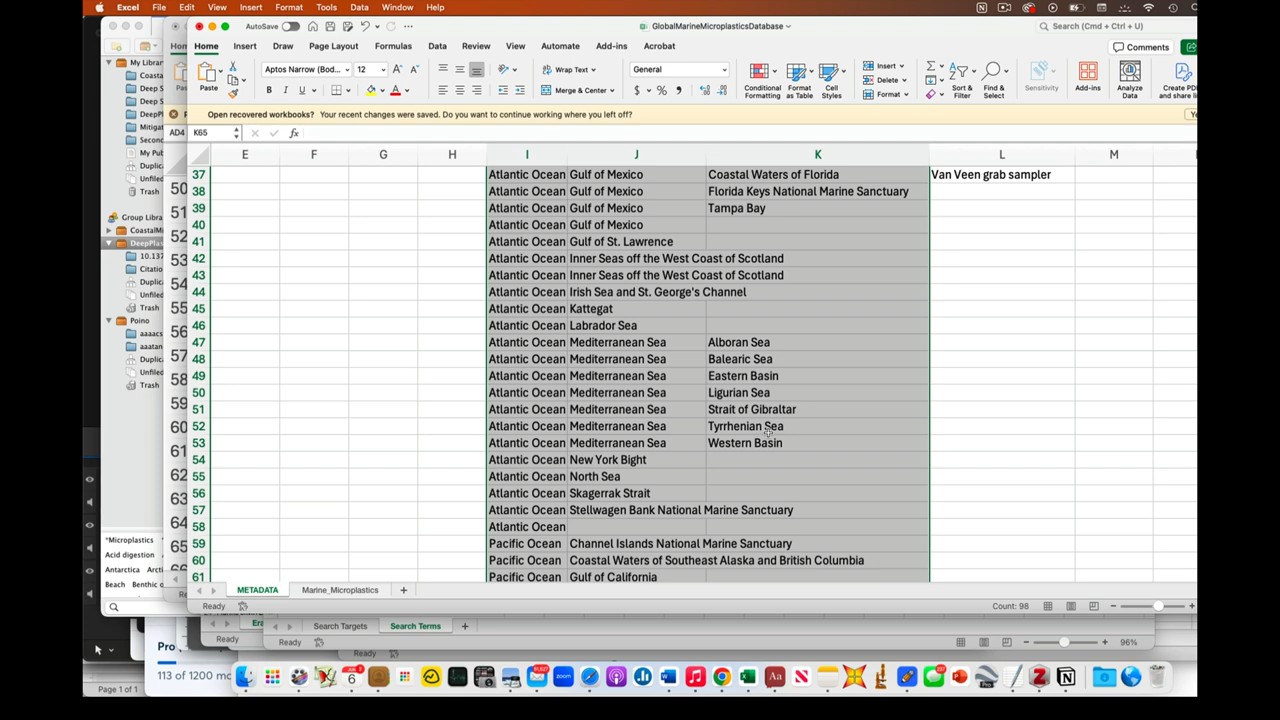 Excel File Edit View Insert Format Tools Data Window Help
AutoSave GlobalMarineMicroplasticsDatabase Search (Cmd + Ctrl + U)
Home Insert Draw Page Layout Formulas Data Review View Automate Add-ins Acrobat Comments
Paste Aptos Narrow (Bod... 12 Wrap Text General Insert
B I U Merge & Center $ % Conditional Formatting Format as Table Cell Styles Delete Format Sort & Filter Find & Select Sensitivity Add-ins Analyze Data
Open recovered workbooks? Your recent changes were saved. Do you want to continue working where you left off?
AD4 K65 fx
E F G H I J K L M
37 Atlantic Ocean Gulf of Mexico Coastal Waters of Florida Van Veen grab sampler
38 Atlantic Ocean Gulf of Mexico Florida Keys National Marine Sanctuary
39 Atlantic Ocean Gulf of Mexico Tampa Bay
40 Atlantic Ocean Gulf of Mexico
41 Atlantic Ocean Gulf of St. Lawrence
42 Atlantic Ocean Inner Seas off the West Coast of Scotland
43 Atlantic Ocean Inner Seas off the West Coast of Scotland
44 Atlantic Ocean Irish Sea and St. George's Channel
45 Atlantic Ocean Kattegat
46 Atlantic Ocean Labrador Sea
47 Atlantic Ocean Mediterranean Sea Alboran Sea
48 Atlantic Ocean Mediterranean Sea Balearic Sea
49 Atlantic Ocean Mediterranean Sea Eastern Basin
50 Atlantic Ocean Mediterranean Sea Ligurian Sea
51 Atlantic Ocean Mediterranean Sea Strait of Gibraltar
52 Atlantic Ocean Mediterranean Sea Tyrrhenian Sea
53 Atlantic Ocean Mediterranean Sea Western Basin
54 Atlantic Ocean New York Bight
55 Atlantic Ocean North Sea
56 Atlantic Ocean Skagerrak Strait
57 Atlantic Ocean Stellwagen Bank National Marine Sanctuary
58 Atlantic Ocean
59 Pacific Ocean Channel Islands National Marine Sanctuary
60 Pacific Ocean Coastal Waters of Southeast Alaska and British Columbia
61 Pacific Ocean Gulf of California
METADATA Marine_Microplastics +
Ready Count: 98
Search Targets Search Terms +
Ready 96%
My Library
Coasta
Deep S
Deep S
DeepPl
Mitigat
Second
My Pub
Duplic
Unfiled
Trash
Group Libra
CoastalMi
DeepPlas
10.137
Citatio
Duplic
Unfile
Trash
Poino
aaaacs
aaatan
Duplic
Unfile
Trash
50
51
52
53
54
55
56
57
58
59
60
61
62
63
64
65
"Microplastics
Acid digestion
Antarctica Arcti
Beach Benthic o
Pro
113 of 1200 mo
Page 1 of 1